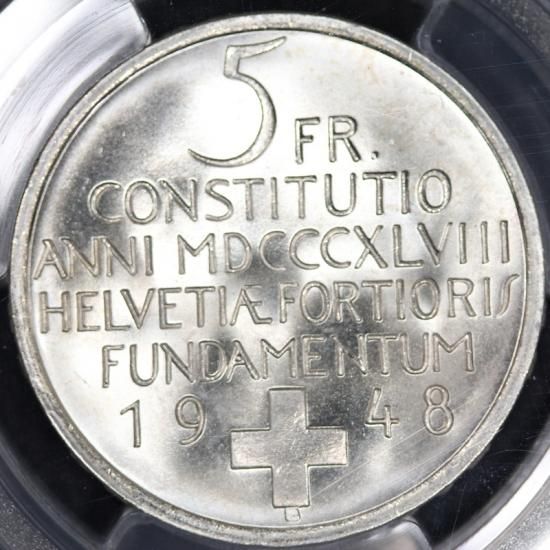 5 FR.
CONSTITUTIO
ANNI MDCCCXLVIII
HELVETIÆ FORTIORIS
FUNDAMENTUM
1948
B